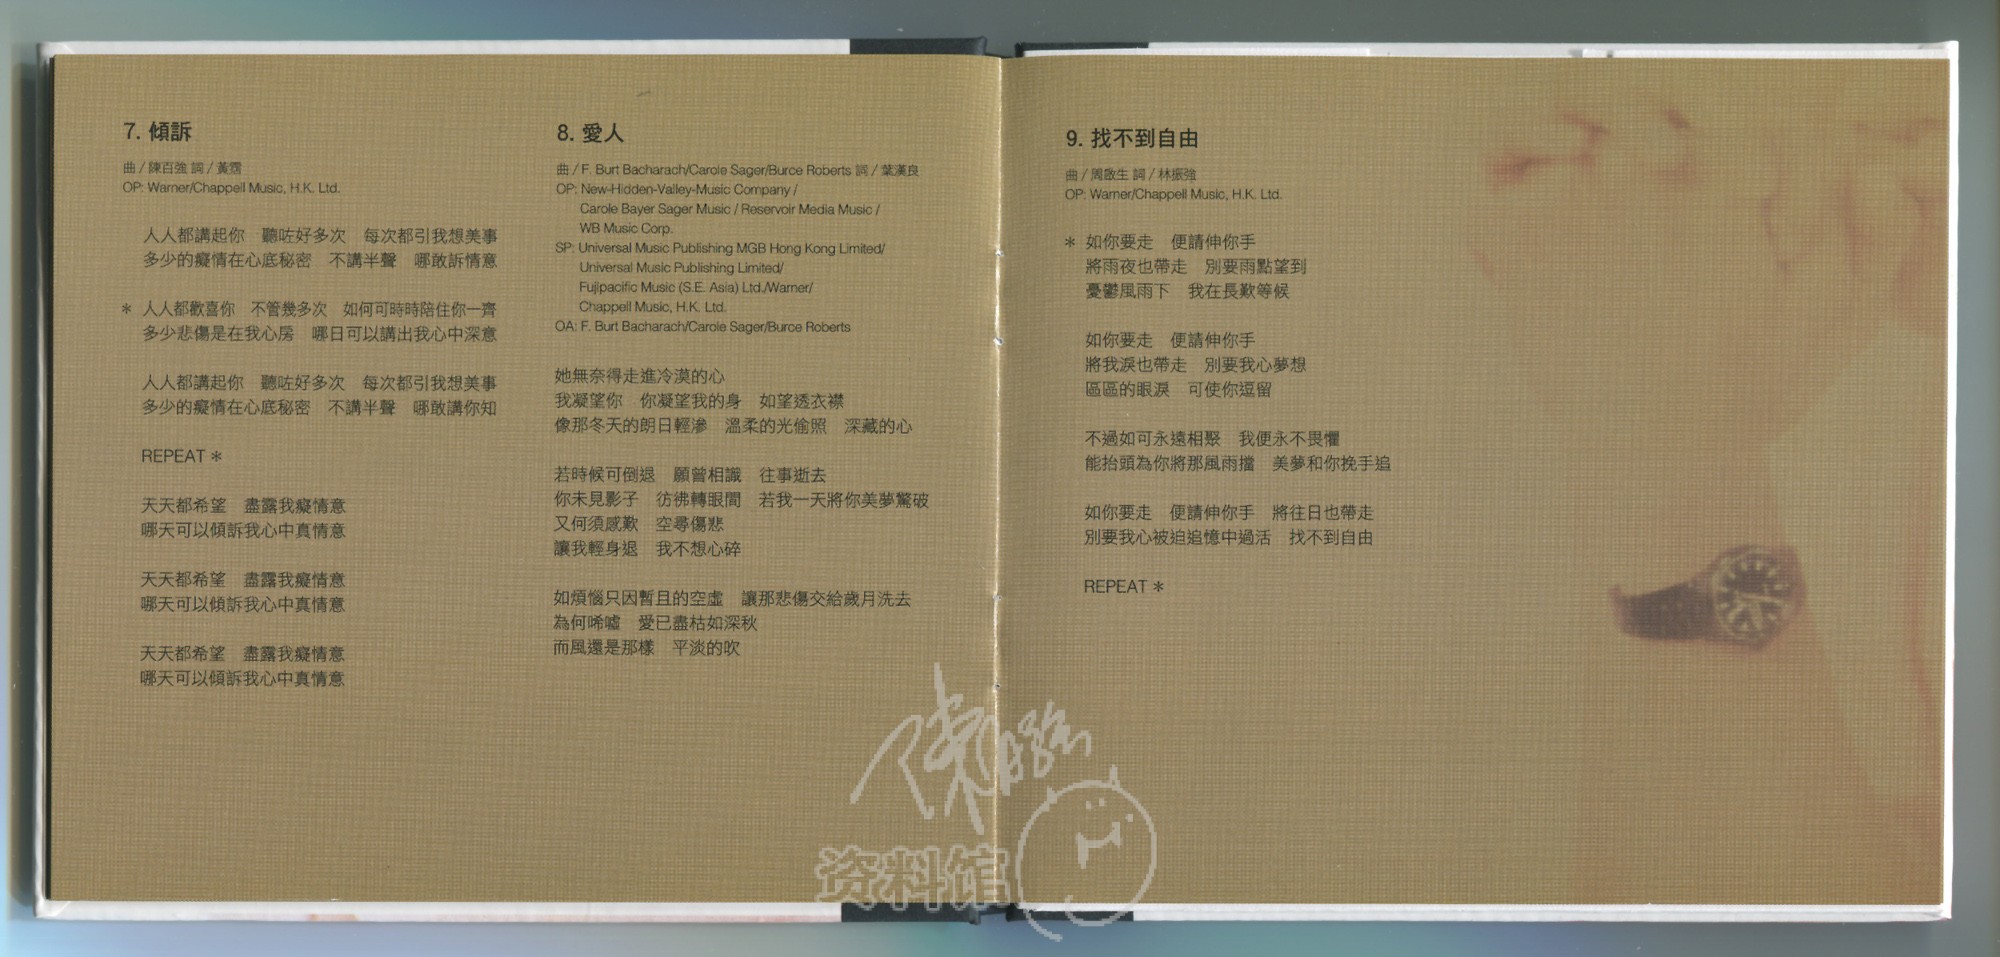 7. 傾訴
曲 / 陳百強 詞 / 黃霑
OP: Warner/Chappell Music, H.K. Ltd.
人人都講起你　聽咗好多次　每次都引我想美事
多少的癡情在心底秘密　不講半聲　哪敢訴情意
* 人人都歡喜你　不管幾多次　如何可時時陪住你一齊
多少悲傷是在我心房　哪日可以講出我心中深意
人人都講起你　聽咗好多次　每次都引我想美事
多少的癡情在心底秘密　不講半聲　哪敢講你知
REPEAT *
天天都希望　盡露我癡情意
哪天可以傾訴我心中真情意
天天都希望　盡露我癡情意
哪天可以傾訴我心中真情意
天天都希望　盡露我癡情意
哪天可以傾訴我心中真情意
8. 愛人
曲 / F. Burt Bacharach/Carole Sager/Burce Roberts 詞 / 葉漢良
OP: New-Hidden-Valley-Music Company /
Carole Bayer Sager Music / Reservoir Media Music /
WB Music Corp.
SP: Universal Music Publishing MGB Hong Kong Limited/
Universal Music Publishing Limited/
Fujipacific Music (S.E. Asia) Ltd./Warner/
Chappell Music, H.K. Ltd.
OA: F. Burt Bacharach/Carole Sager/Burce Roberts
她無奈得走進冷漠的心
我凝望你　你凝望我的身　如望透衣襟
像那冬天的朗日輕滲　溫柔的光偷照　深藏的心
若時候可倒退　願曾相識　往事逝去
你未見影子　彷彿轉眼間　若我一天將你美夢驚破
又何須感歎　空尋傷悲
讓我輕身退　我不想心碎
如煩惱只因暫且的空虛　讓那悲傷交給歲月洗去
為何唏噓　愛已盡枯如深秋
而風還是那樣　平淡的吹
9. 找不到自由
曲 / 周啟生 詞 / 林振強
OP: Warner/Chappell Music, H.K. Ltd.
* 如你要走　便請伸你手
將雨夜也帶走　別要雨點望到
憂鬱風雨下　我在長歎等候
如你要走　便請伸你手
將我淚也帶走　別要我心夢想
區區的眼淚　可使你逗留
不過如可永遠相聚　我便永不畏懼
能抬頭為你將那風雨擋　美夢和你挽手追
如你要走　便請伸你手　將往日也帶走
別要我心被迫追憶中過活　找不到自由
REPEAT *
陳百強
资料馆